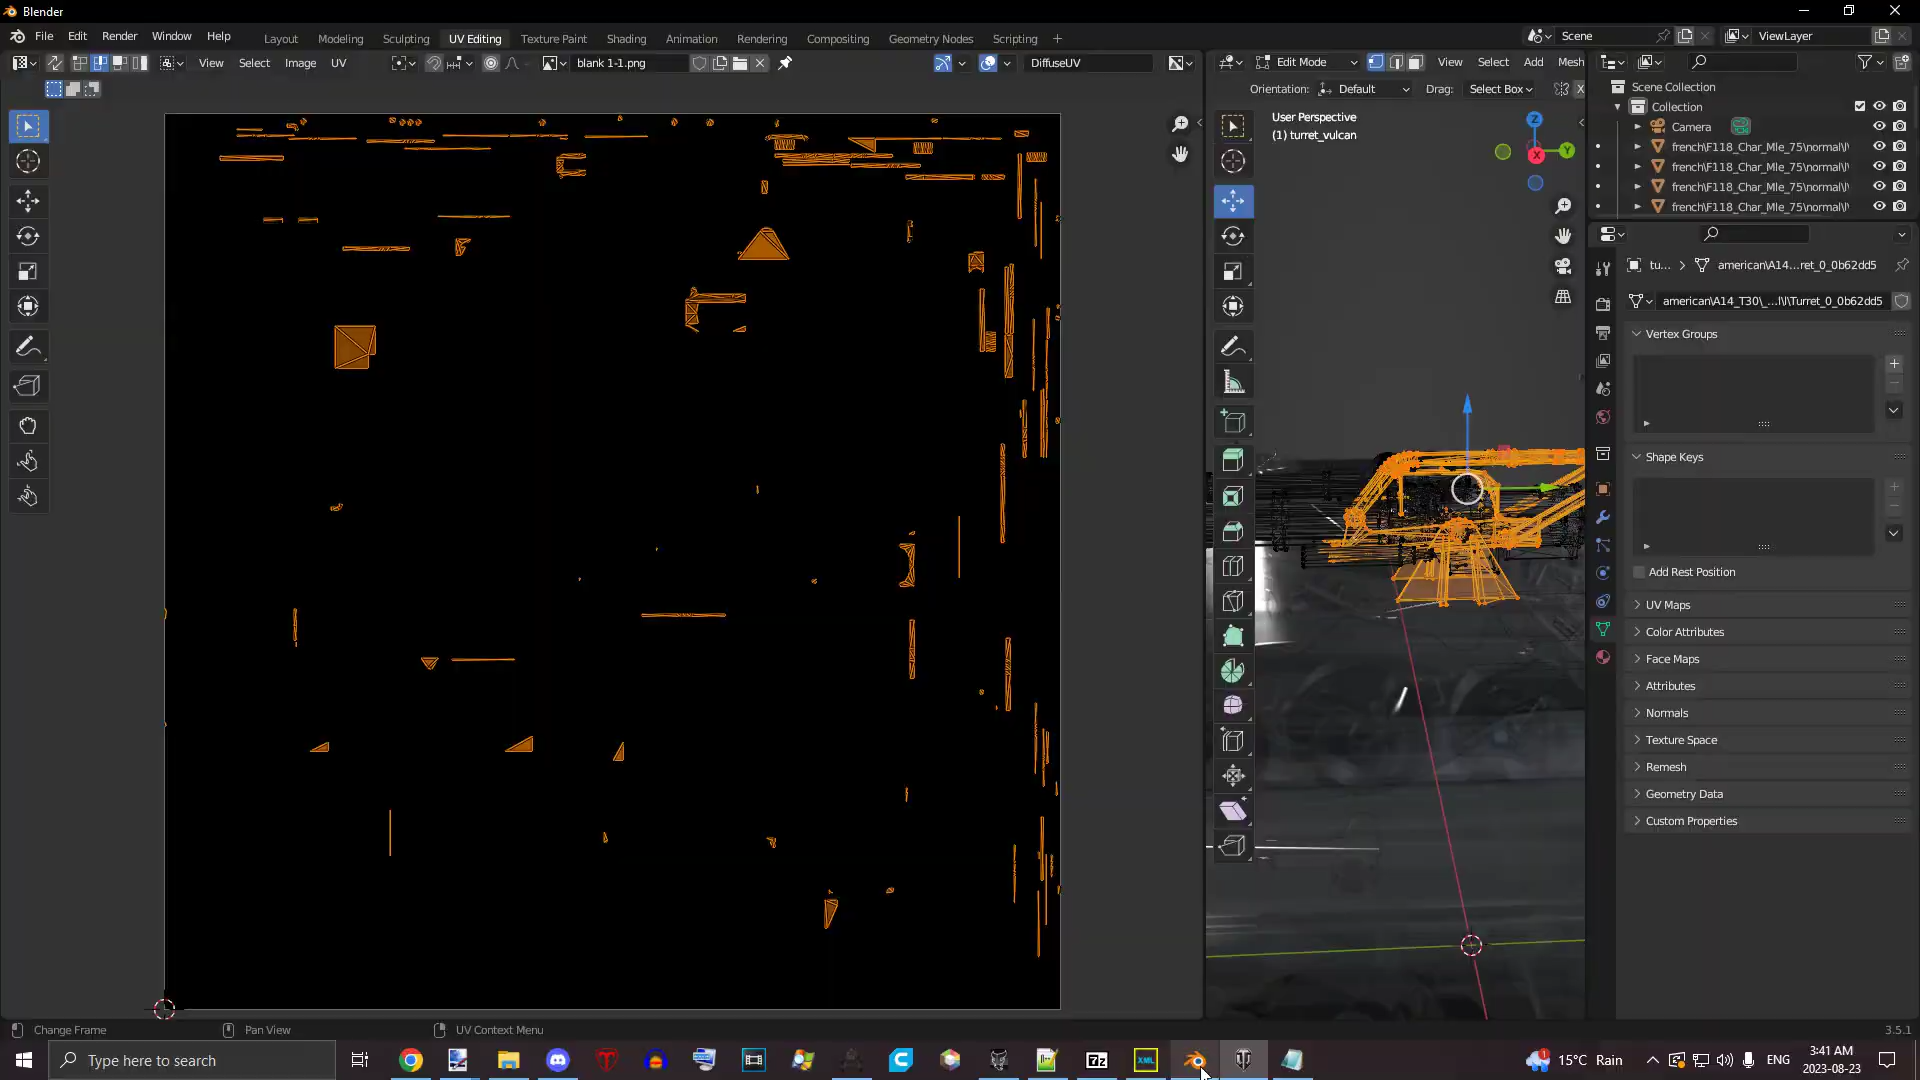 Blender
File Edit Render Window Help
Layout Modeling Sculpting UV Editing Texture Paint Shading Animation Rendering Compositing Geometry Nodes Scripting +
Scene
ViewLayer
View Select Image UV
blank 1-1.png
DiffuseUV
Edit Mode
View Select Add Mesh
Orientation: Default Drag: Select Box
X
User Perspective
(1) turret_vulcan
Z
Y
X
Scene Collection
Collection
Camera
french\F118_Char_Mle_75\normal\l\
french\F118_Char_Mle_75\normal\l\
french\F118_Char_Mle_75\normal\l\
french\F118_Char_Mle_75\normal\l\
tu... american\A14...ret_0_0b62dd5
american\A14_T30\_...l\l\Turret_0_0b62dd5
Vertex Groups
Shape Keys
Add Rest Position
UV Maps
Color Attributes
Face Maps
Attributes
Normals
Texture Space
Remesh
Geometry Data
Custom Properties
Change Frame
Pan View
UV Context Menu
3.5.1
Type here to search
7z
XML
1
15°C Rain
ENG
3:41 AM
2023-08-23